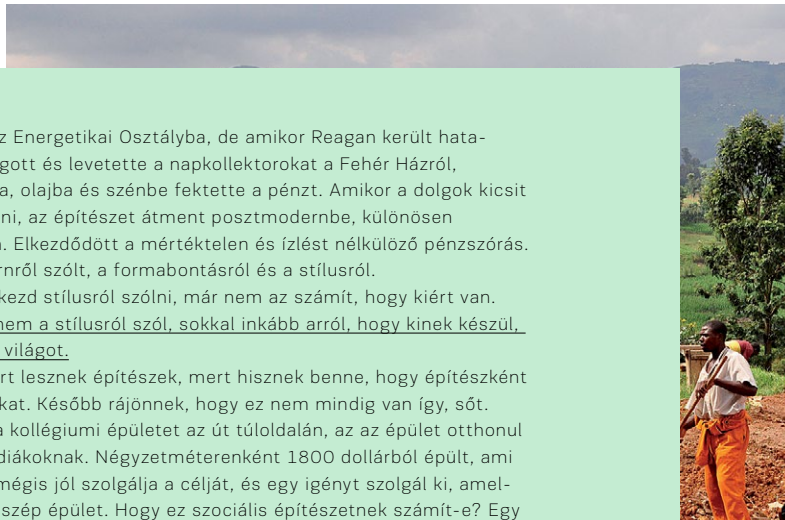 z Energetikai Osztályba, de amikor Reagan került hata-
gott és levetette a napkollektorokat a Fehér Házról,
a, olajba és szénbe fektette a pénzt. Amikor a dolgok kicsit
ni, az építészet átment posztmodernbe, különösen
. Elkezdődött a mértéktelen és ízlést nélkülöző pénzszórás.
rnről szólt, a formabontásról és a stílusról.
kezd stílusról szólni, már nem az számít, hogy kiért van.
nem a stílusról szól, sokkal inkább arról, hogy kinek készül,
világot.
rt lesznek építészek, mert hisznek benne, hogy építészként
kat. Később rájönnek, hogy ez nem mindig van így, sőt.
a kollégiumi épületet az út túloldalán, az az épület otthonul
diákoknak. Négyzetméterenként 1800 dollárból épült, ami
mégis jól szolgálja a célját, és egy igényt szolgál ki, amel-
szép épület. Hogy ez szociális építészetnek számít-e? Egy